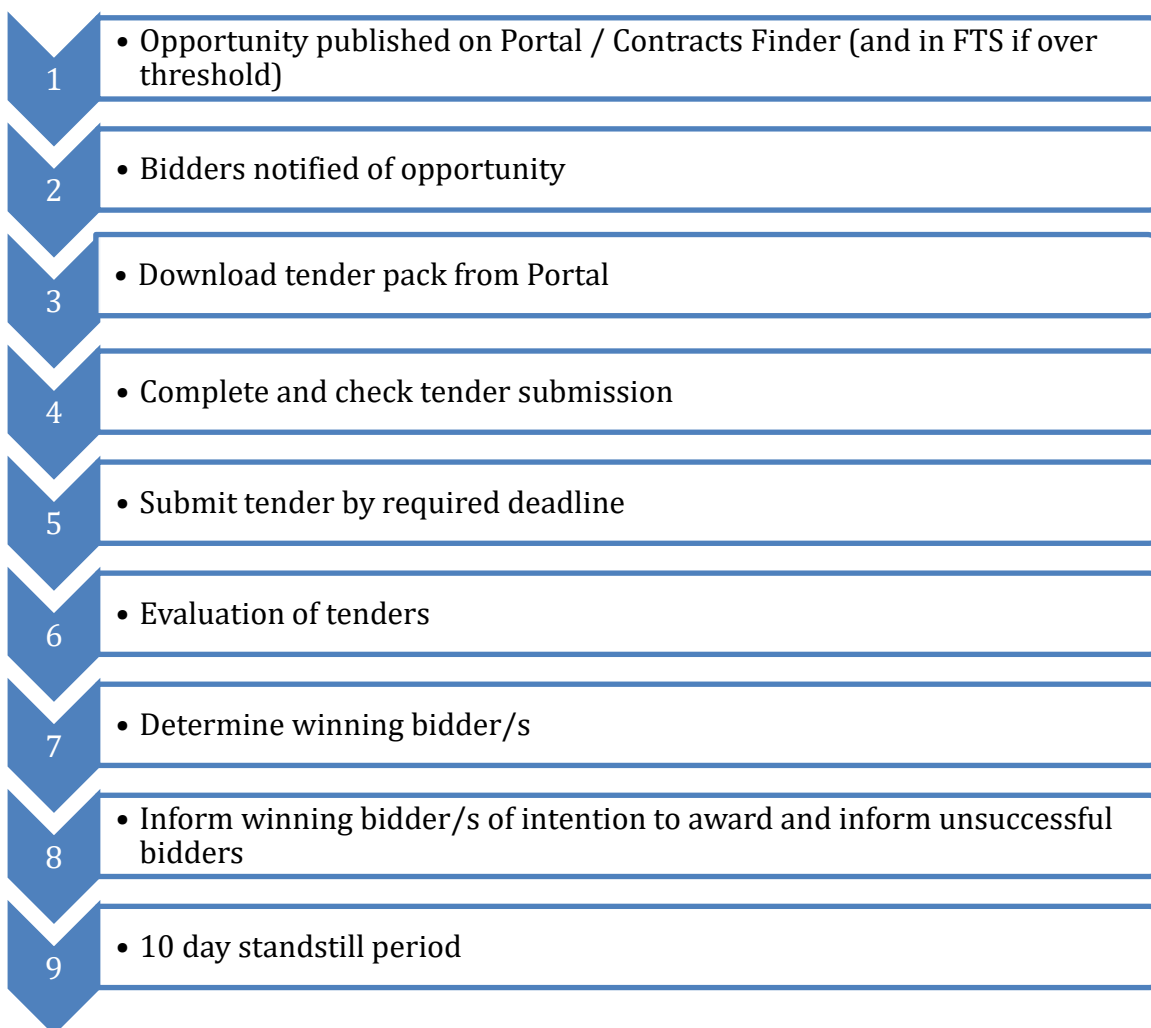 1
• Opportunity published on Portal / Contracts Finder (and in FTS if over
threshold)
2
• Bidders notified of opportunity
3
• Download tender pack from Portal
4
• Complete and check tender submission
5
• Submit tender by required deadline
6
• Evaluation of tenders
7
• Determine winning bidder/s
8
• Inform winning bidder/s of intention to award and inform unsuccessful
bidders
9
• 10 day standstill period